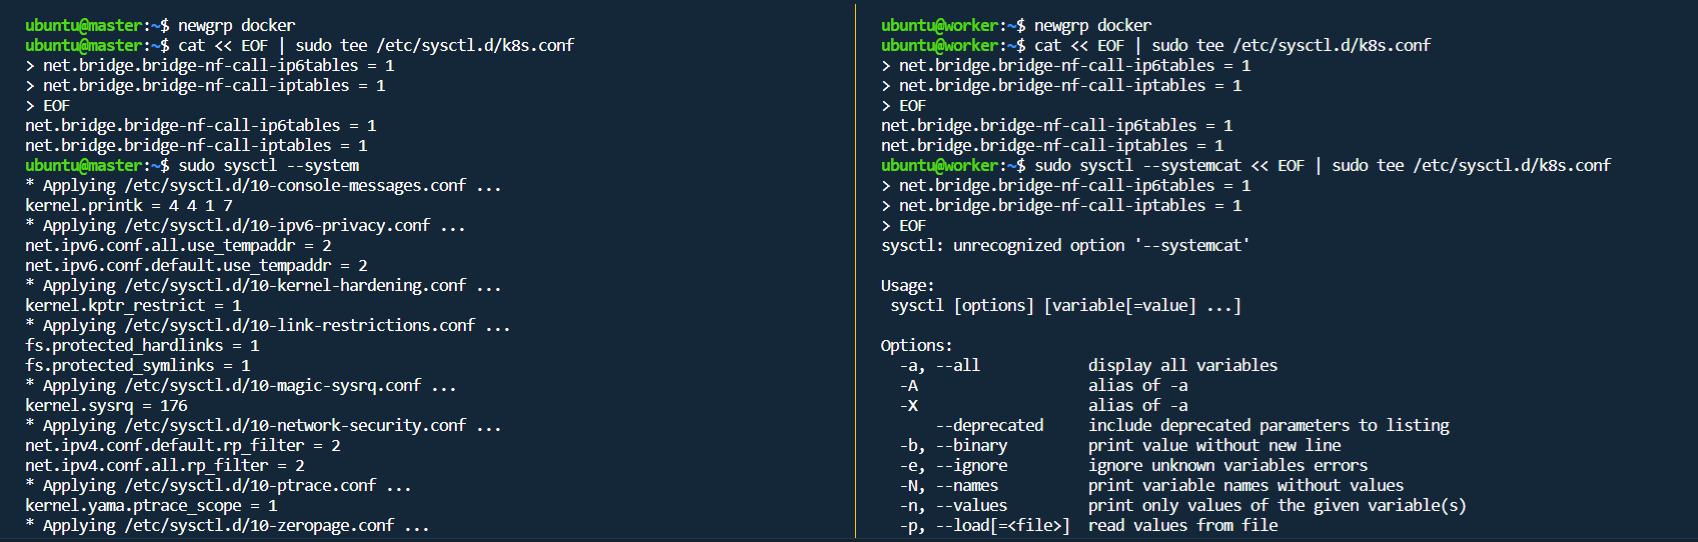 ubuntu@master:~$ newgrp docker
ubuntu@master:~$ cat << EOF | sudo tee /etc/sysctl.d/k8s.conf
> net.bridge.bridge-nf-call-ip6tables = 1
> net.bridge.bridge-nf-call-iptables = 1
> EOF
net.bridge.bridge-nf-call-ip6tables = 1
net.bridge.bridge-nf-call-iptables = 1
ubuntu@master:~$ sudo sysctl --system
* Applying /etc/sysctl.d/10-console-messages.conf ...
kernel.printk = 4 4 1 7
* Applying /etc/sysctl.d/10-ipv6-privacy.conf ...
net.ipv6.conf.all.use_tempaddr = 2
net.ipv6.conf.default.use_tempaddr = 2
* Applying /etc/sysctl.d/10-kernel-hardening.conf ...
kernel.kptr_restrict = 1
* Applying /etc/sysctl.d/10-link-restrictions.conf ...
fs.protected_hardlinks = 1
fs.protected_symlinks = 1
* Applying /etc/sysctl.d/10-magic-sysrq.conf ...
kernel.sysrq = 176
* Applying /etc/sysctl.d/10-network-security.conf ...
net.ipv4.conf.default.rp_filter = 2
net.ipv4.conf.all.rp_filter = 2
* Applying /etc/sysctl.d/10-ptrace.conf ...
kernel.yama.ptrace_scope = 1
* Applying /etc/sysctl.d/10-zeropage.conf ...
ubuntu@worker:~$ newgrp docker
ubuntu@worker:~$ cat << EOF | sudo tee /etc/sysctl.d/k8s.conf
> net.bridge.bridge-nf-call-ip6tables = 1
> net.bridge.bridge-nf-call-iptables = 1
> EOF
net.bridge.bridge-nf-call-ip6tables = 1
net.bridge.bridge-nf-call-iptables = 1
ubuntu@worker:~$ sudo sysctl --systemcat << EOF | sudo tee /etc/sysctl.d/k8s.conf
> net.bridge.bridge-nf-call-ip6tables = 1
> net.bridge.bridge-nf-call-iptables = 1
> EOF
sysctl: unrecognized option '--systemcat'

Usage:
 sysctl [options] [variable[=value] ...]

Options:
  -a, --all            display all variables
  -A                   alias of -a
  -X                   alias of -a
      --deprecated     include deprecated parameters to listing
  -b, --binary         print value without new line
  -e, --ignore         ignore unknown variables errors
  -N, --names          print variable names without values
  -n, --values         print only values of the given variable(s)
  -p, --load[=<file>]  read values from file